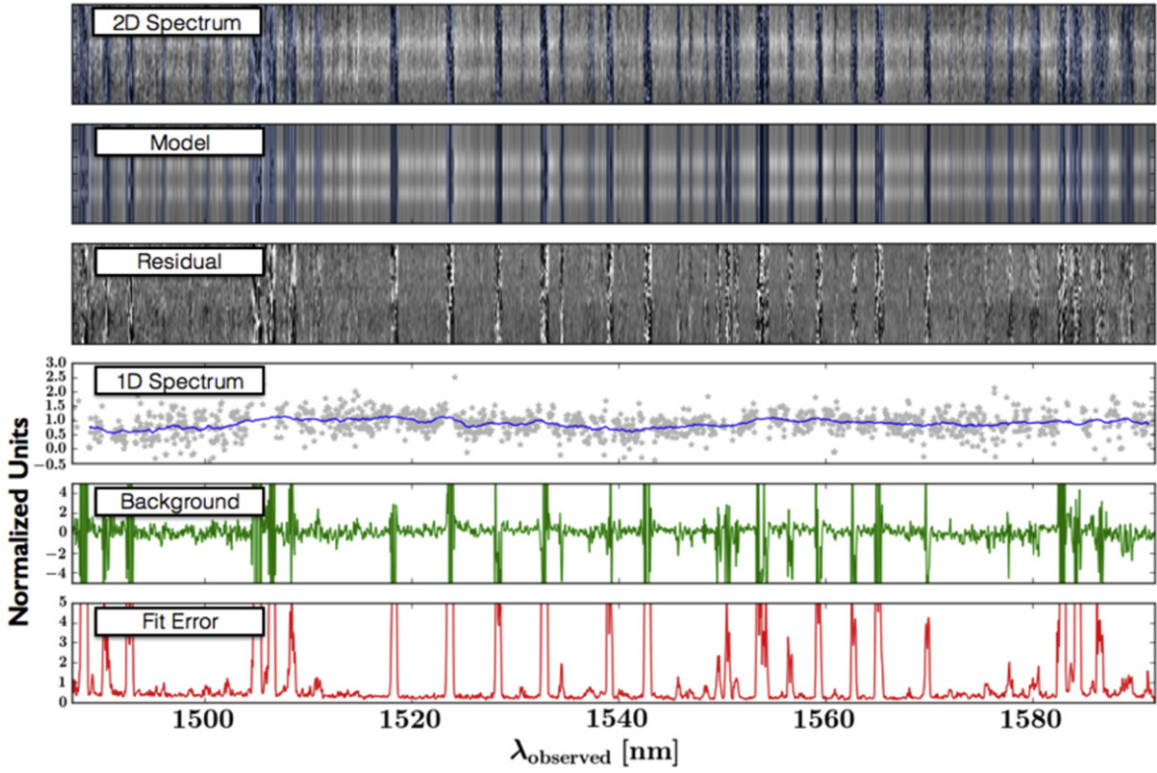 2D Spectrum
Model
Residual
1D Spectrum
3.0
2.5
2.0
1.5
1.0
0.5
0.0
−0.5
Background
4
2
0
−2
−4
Fit Error
5
4
3
2
1
0
Normalized Units
1500 1520 1540 1560 1580
λobserved [nm]